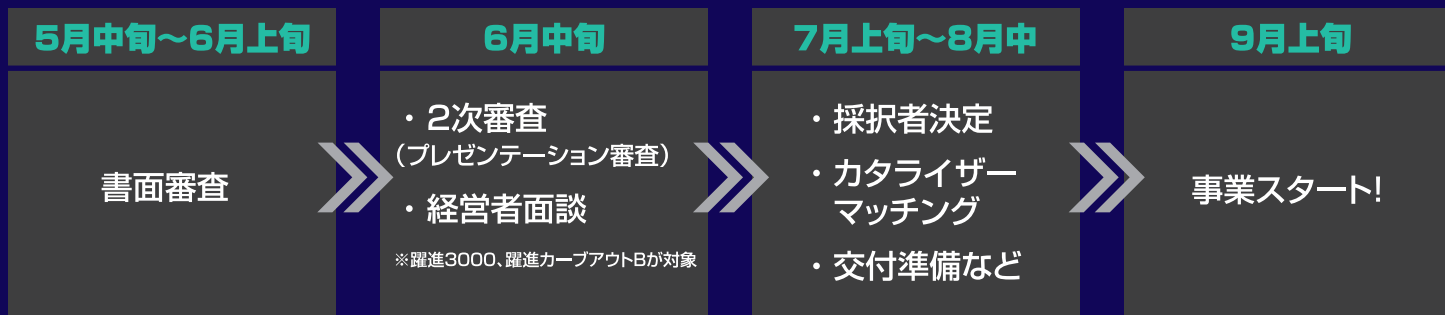 5月中旬～6月上旬
書面審査
6月中旬
・2次審査
（プレゼンテーション審査）
・経営者面談
※躍進3000、躍進カーブアウトBが対象
7月上旬～8月中
・採択者決定
・カタライザー
マッチング
・交付準備など
9月上旬
事業スタート！